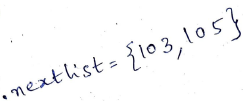 .nextlist = {103,105}